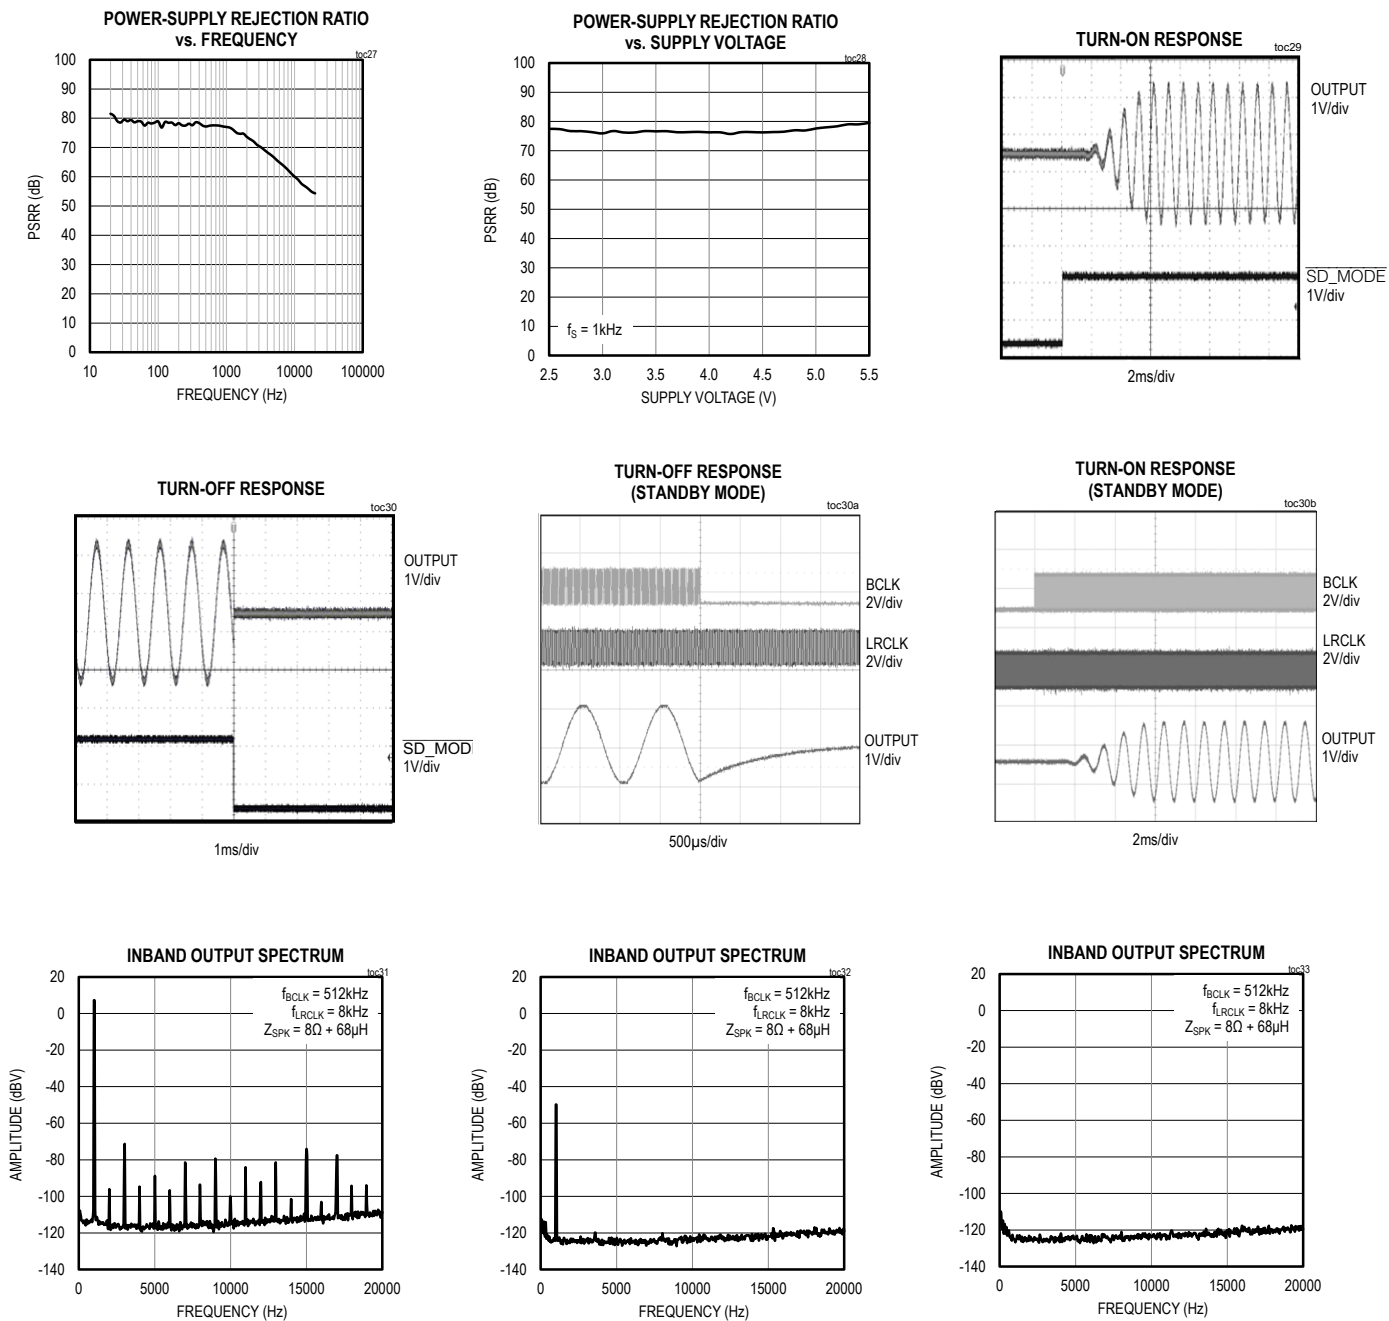 POWER-SUPPLY REJECTION RATIO
vs. FREQUENCY
toc27
100
90
80
70
60
50
40
30
20
10
0
PSRR (dB)
10
100
1000
10000
100000
FREQUENCY (Hz)
POWER-SUPPLY REJECTION RATIO
vs. SUPPLY VOLTAGE
toc28
100
90
80
70
60
50
40
30
20
10
0
PSRR (dB)
fS = 1kHz
2.5
3.0
3.5
4.0
4.5
5.0
5.5
SUPPLY VOLTAGE (V)
TURN-ON RESPONSE
toc29
OUTPUT
1V/div
SD_MODE
1V/div
2ms/div
TURN-OFF RESPONSE
toc30
OUTPUT
1V/div
SD_MOD
1V/div
1ms/div
TURN-OFF RESPONSE
(STANDBY MODE)
toc30a
BCLK
2V/div
LRCLK
2V/div
OUTPUT
1V/div
500µs/div
TURN-ON RESPONSE
(STANDBY MODE)
toc30b
BCLK
2V/div
LRCLK
2V/div
OUTPUT
1V/div
2ms/div
INBAND OUTPUT SPECTRUM
toc31
fBCLK = 512kHz
fLRCLK = 8kHz
ZSPK = 8Ω + 68µH
20
0
-20
-40
-60
-80
-100
-120
-140
AMPLITUDE (dBV)
0
5000
10000
15000
20000
FREQUENCY (Hz)
INBAND OUTPUT SPECTRUM
toc32
fBCLK = 512kHz
fLRCLK = 8kHz
ZSPK = 8Ω + 68µH
20
0
-20
-40
-60
-80
-100
-120
-140
AMPLITUDE (dBV)
0
5000
10000
15000
20000
FREQUENCY (Hz)
INBAND OUTPUT SPECTRUM
toc33
fBCLK = 512kHz
fLRCLK = 8kHz
ZSPK = 8Ω + 68µH
20
0
-20
-40
-60
-80
-100
-120
-140
AMPLITUDE (dBV)
0
5000
10000
15000
20000
FREQUENCY (Hz)